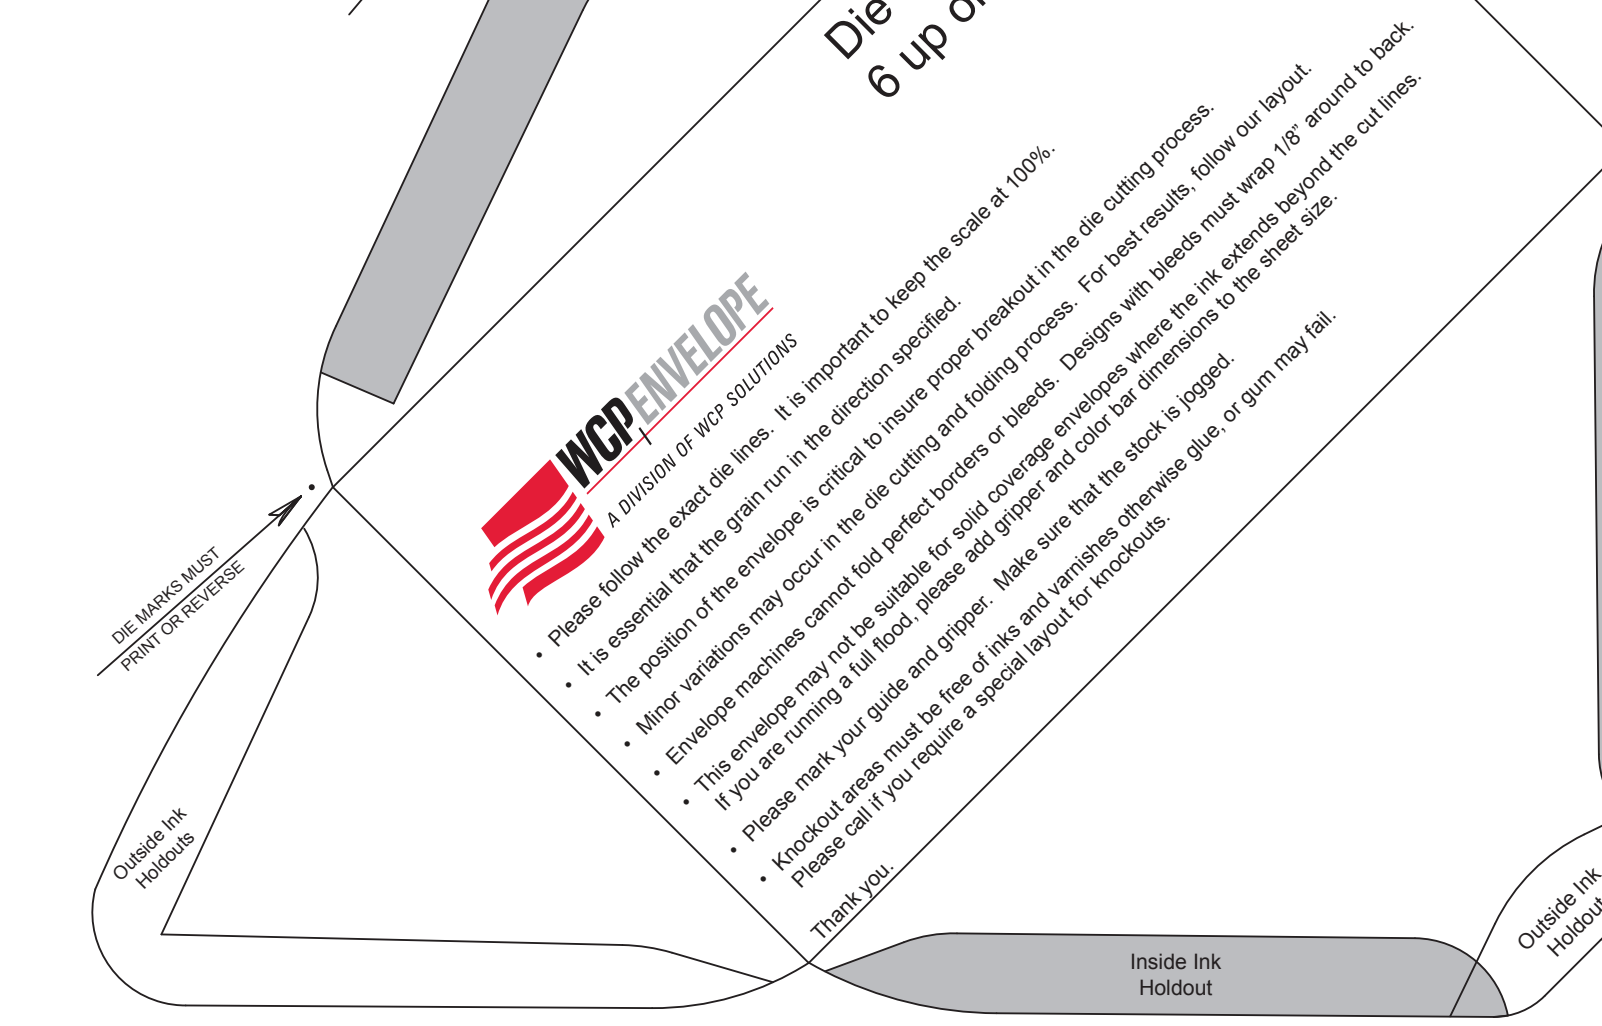 Die
6 up
WCP ENVELOPE
A DIVISION OF WCP SOLUTIONS
• Please follow the exact die lines. It is important to keep the scale at 100%.
• It is essential that the grain run in the direction specified.
• The position of the envelope is critical to insure proper breakout in the die cutting process.
• Minor variations may occur in the die cutting and folding process. For best results, follow our layout.
• Envelope machines cannot fold perfect borders or bleeds. Designs with bleeds must wrap 1/8” around to back.
• This envelope may not be suitable for solid coverage envelopes where the ink extends beyond the cut lines.
If you are running a full flood, please add gripper and color bar dimensions to the sheet size.
• Please mark your guide and gripper. Make sure that the stock is jogged.
• Knockout areas must be free of inks and varnishes otherwise glue, or gum may fail.
Please call if you require a special layout for knockouts.
Thank you.
DIE MARKS MUST
PRINT OR REVERSE
Outside Ink
Holdouts
Inside Ink
Holdout
Outside Ink
Holdout